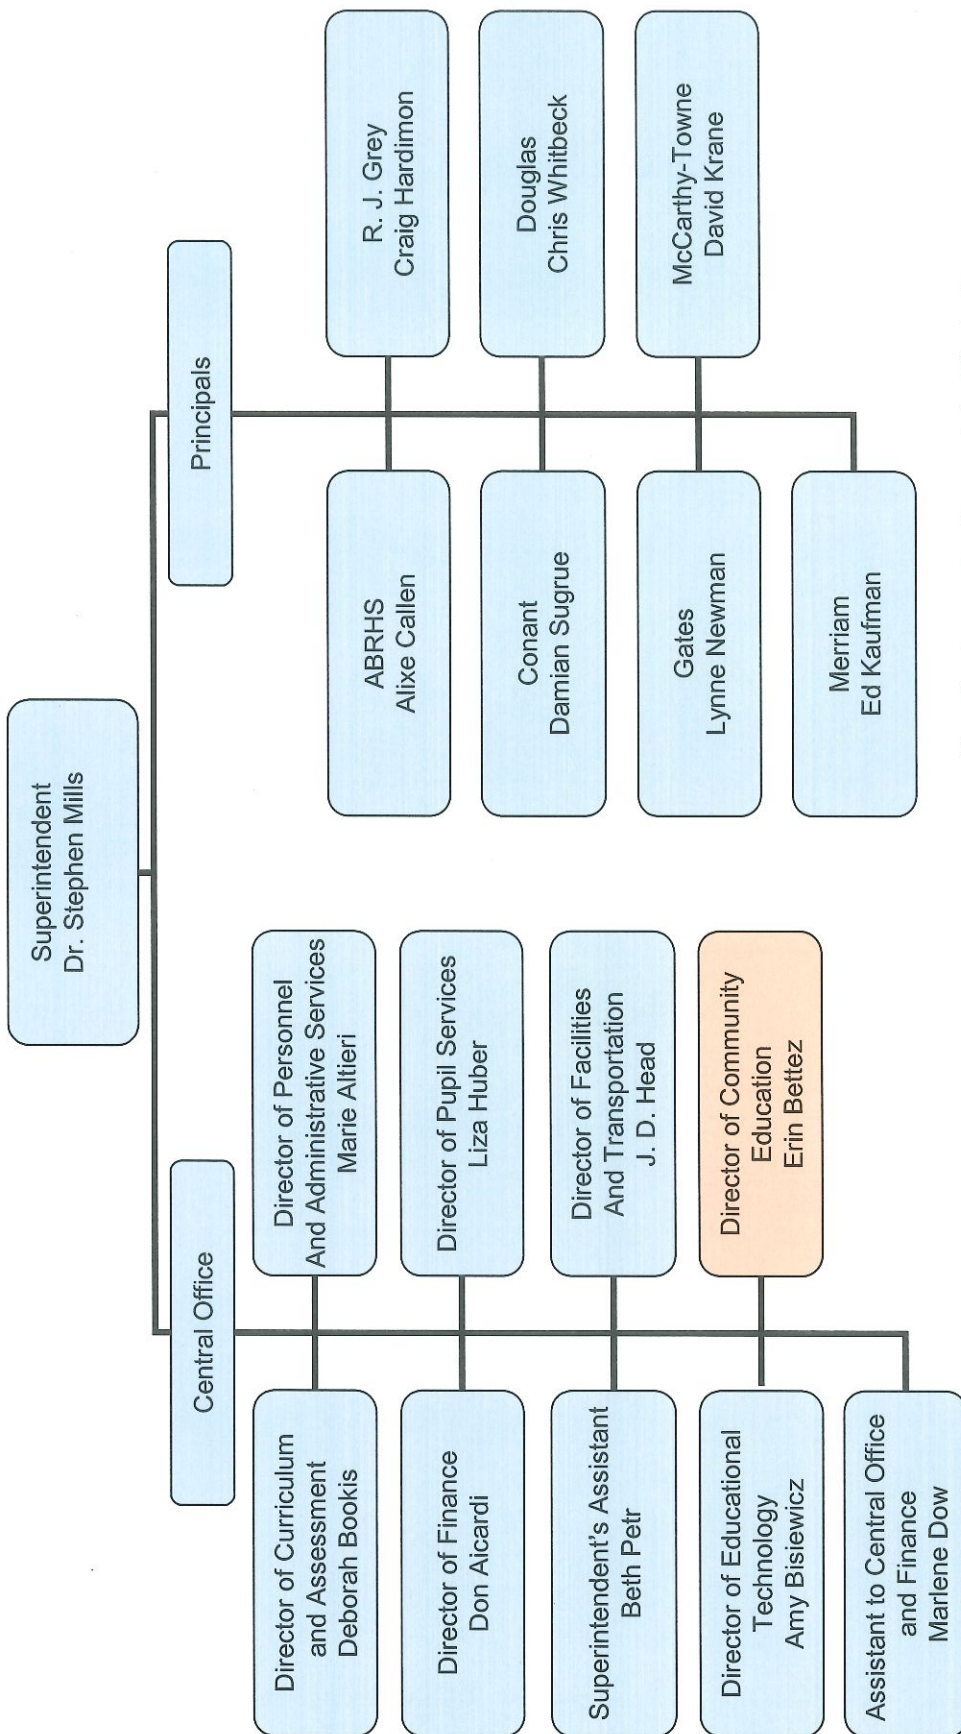 Superintendent
Dr. Stephen Mills
Central Office
Director of Curriculum
and Assessment
Deborah Bookis
Director of Personnel
And Administrative Services
Marie Altieri
Director of Finance
Don Aicardi
Director of Pupil Services
Liza Huber
Superintendent's Assistant
Beth Petr
Director of Facilities
And Transportation
J. D. Head
Director of Educational
Technology
Amy Bisiewicz
Director of Community
Education
Erin Bettez
Assistant to Central Office
and Finance
Marlene Dow
Principals
ABRHS
Alixe Callen
R. J. Grey
Craig Hardimon
Conant
Damian Sugrue
Douglas
Chris Whitbeck
Gates
Lynne Newman
McCarthy-Towne
David Krane
Merriam
Ed Kaufman